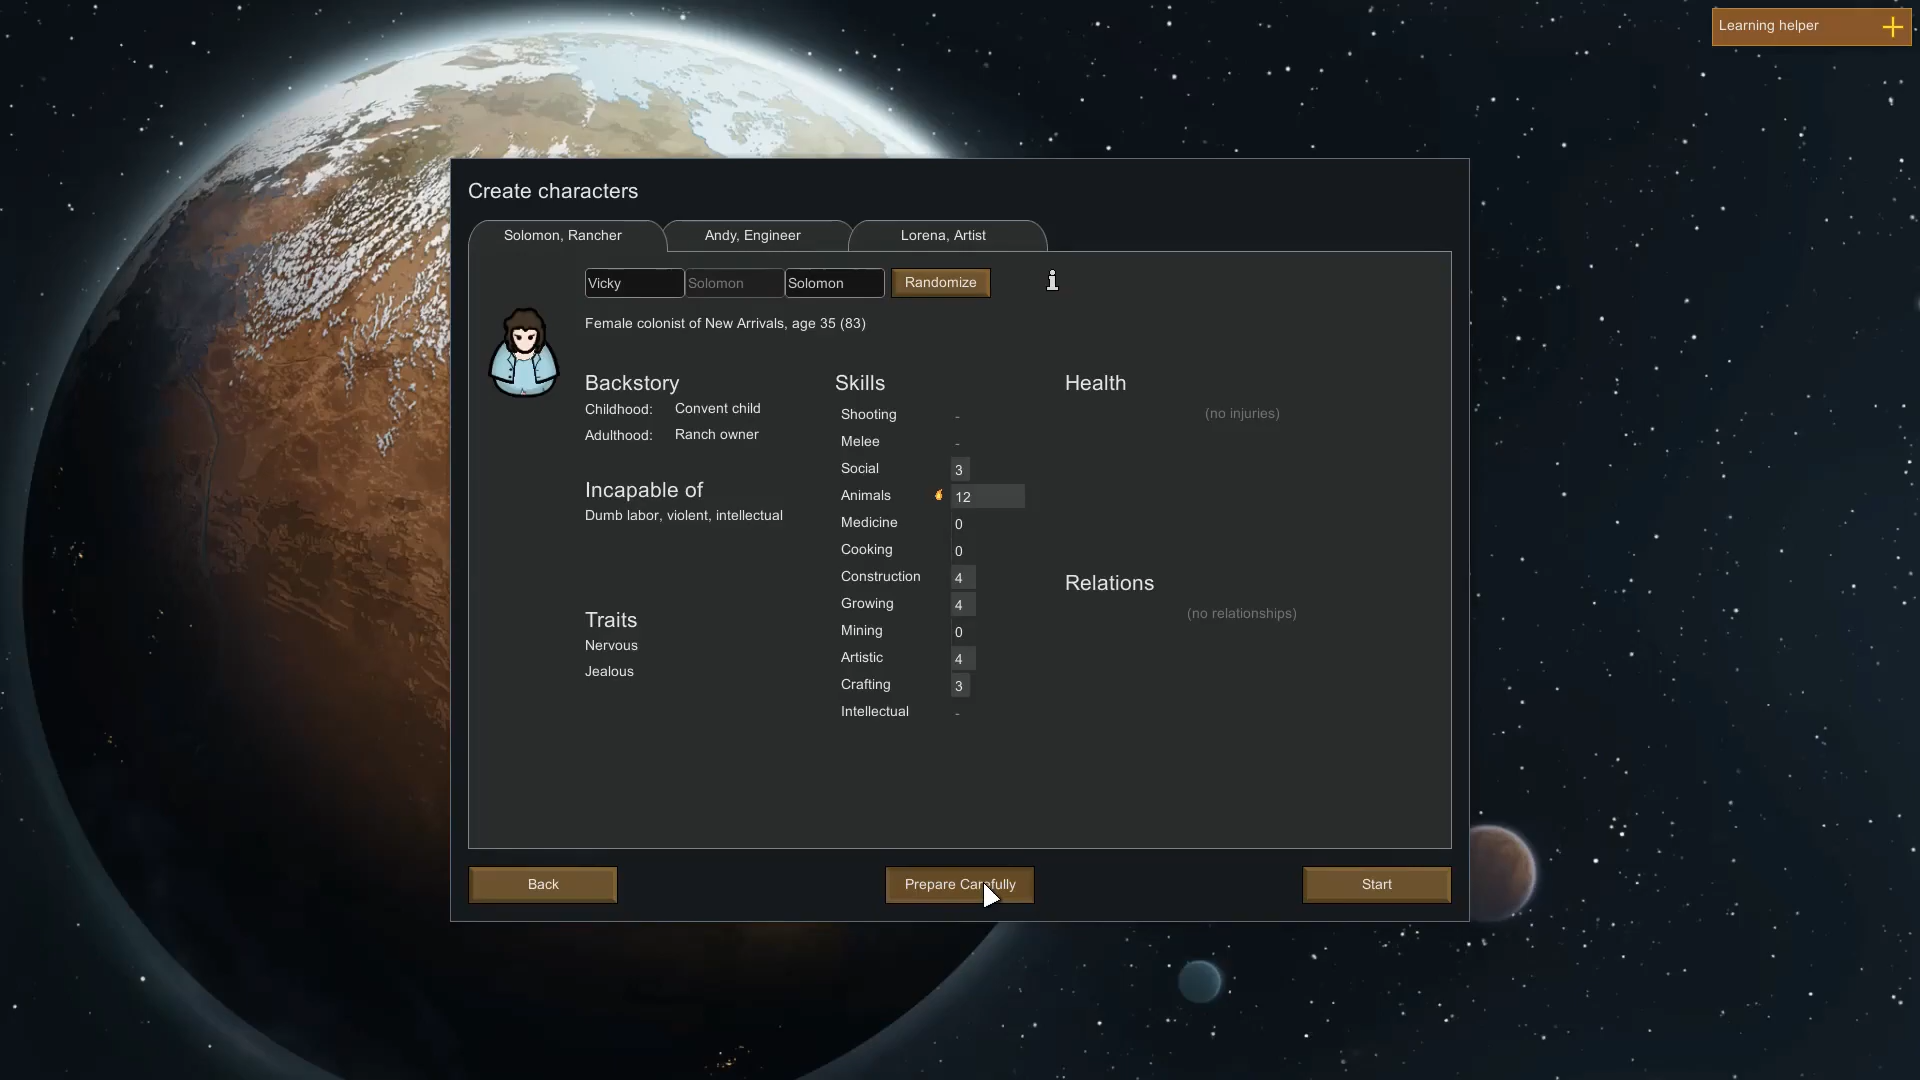 Learning helper
Create characters
Solomon, Rancher
Andy, Engineer
Lorena, Artist
Vicky
Solomon
Solomon
Randomize
Female colonist of New Arrivals, age 35 (83)
Backstory
Childhood: Convent child
Adulthood: Ranch owner
Incapable of
Dumb labor, violent, intellectual
Traits
Nervous
Jealous
Skills
Shooting -
Melee -
Social 3
Animals 12
Medicine 0
Cooking 0
Construction 4
Growing 4
Mining 0
Artistic 4
Crafting 3
Intellectual -
Health
(no injuries)
Relations
(no relationships)
Back
Prepare Carefully
Start